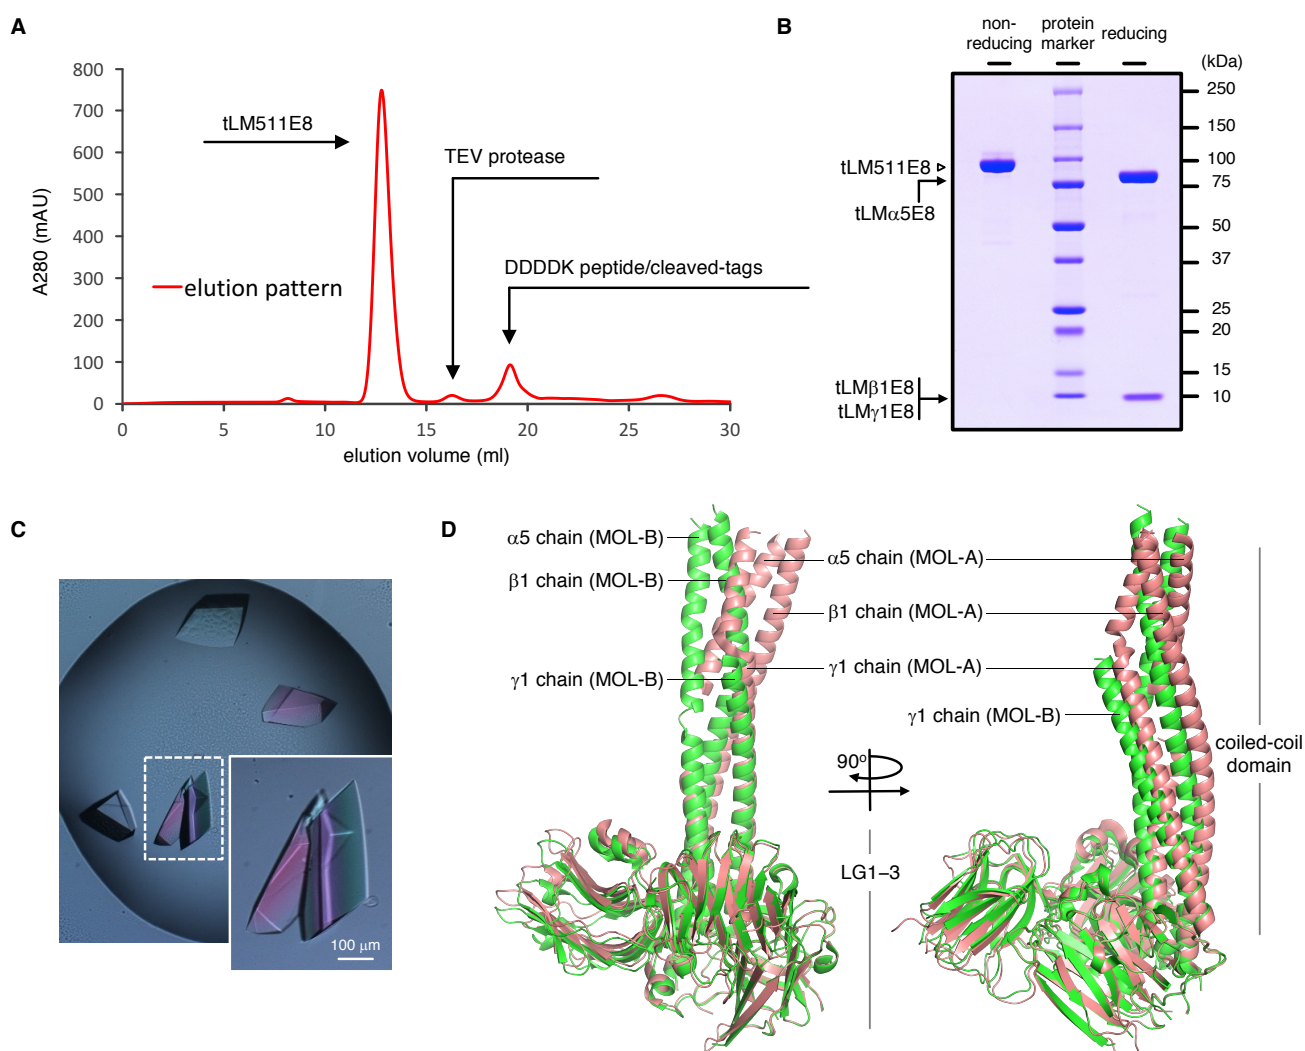 A
800
700
600
500
400
300
200
100
0
A280 (mAU)
0 5 10 15 20 25 30
elution volume (ml)
tLM511E8
TEV protease
DDDDK peptide/cleaved-tags
elution pattern
B
non-
reducing
protein
marker
reducing
(kDa)
250
150
100
75
50
37
25
20
15
10
tLM511E8
tLMα5E8
tLMβ1E8
tLMγ1E8
C
100 μm
D
α5 chain (MOL-B)
β1 chain (MOL-B)
γ1 chain (MOL-B)
α5 chain (MOL-A)
β1 chain (MOL-A)
γ1 chain (MOL-A)
γ1 chain (MOL-B)
90°
LG1–3
coiled-coil
domain